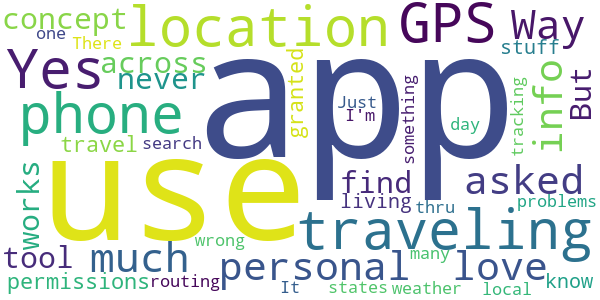 concept one There location GPS Way
Yes across never app granted Just I'm stuff something But
phone travel search day tracking info
works use find living asked thru problems
tool much personal traveling love many know
permissions routing wrong It states weather local